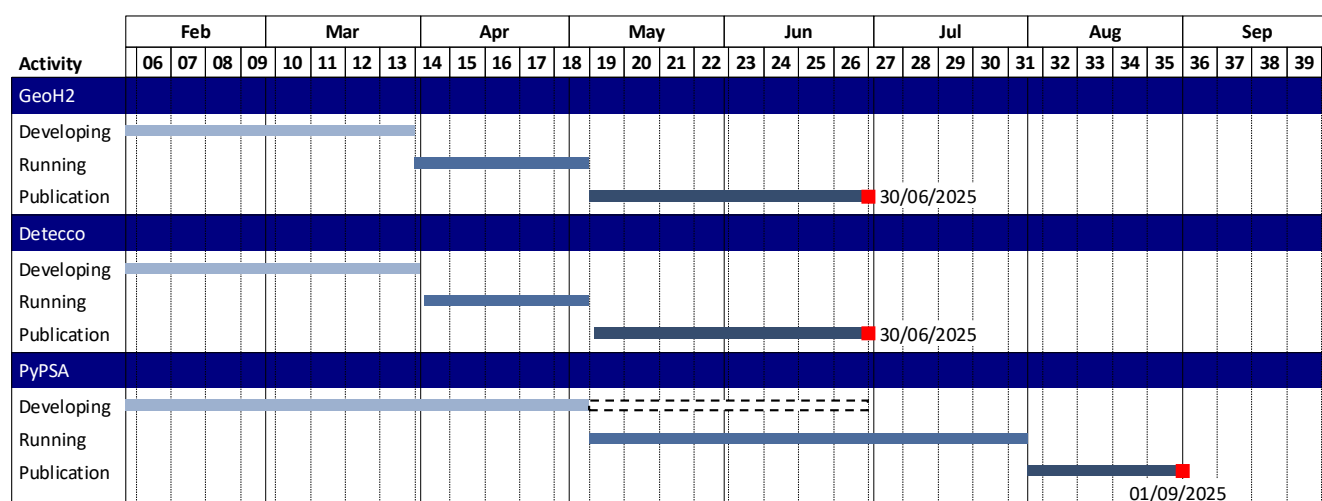 Feb Mar Apr May Jun Jul Aug Sep
Activity 06 07 08 09 10 11 12 13 14 15 16 17 18 19 20 21 22 23 24 25 26 27 28 29 30 31 32 33 34 35 36 37 38 39
GeoH2
Developing
Running
Publication 30/06/2025
Detecco
Developing
Running
Publication 30/06/2025
PyPSA
Developing
Running
Publication
01/09/2025